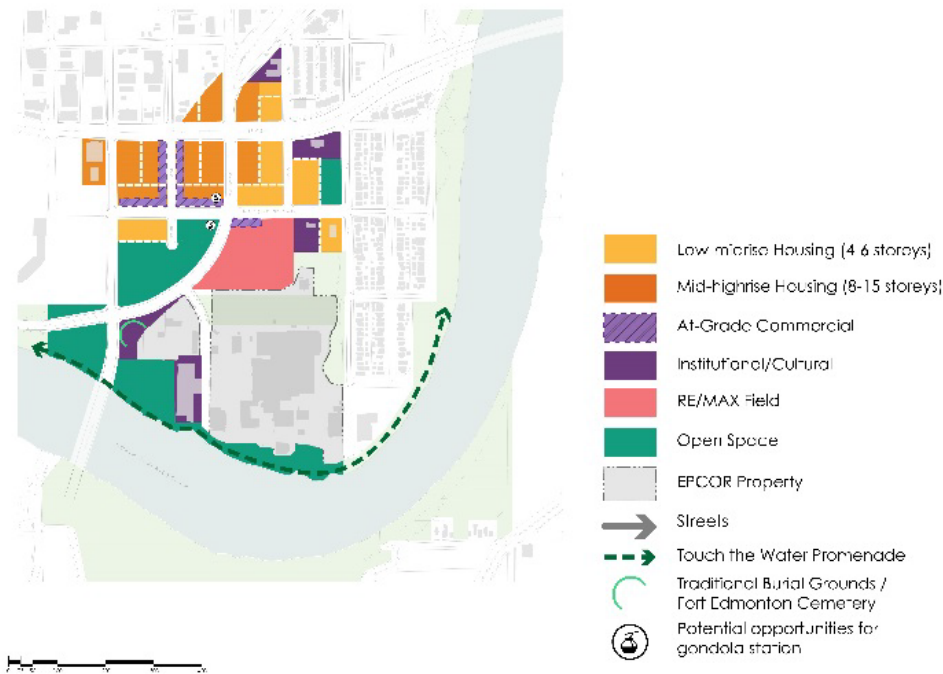 Low-midrise Housing (4-6 storeys)
Mid-highrise Housing (8-15 storeys)
At-Grade Commercial
Institutional/Cultural
RE/MAX Field
Open Space
EPCOR Property
Streets
Touch the Water Promenade
Traditional Burial Grounds /
Fort Edmonton Cemetery
Potential opportunities for
gondola station